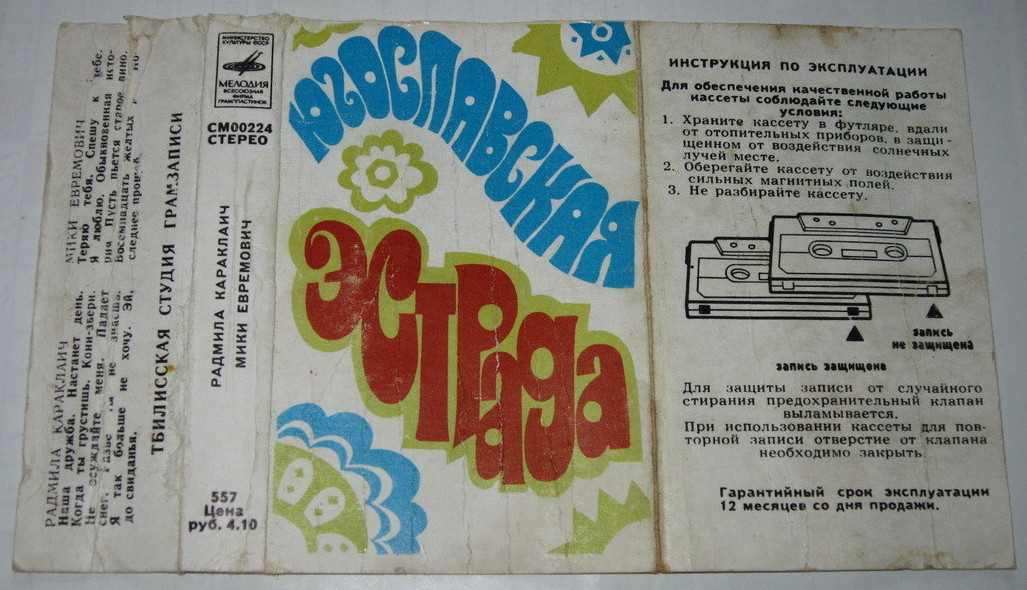 РАДМИЛА КАРАКЛАИЧ
Наша дружба. Настанет день.
Когда ты грустишь. Кони-звери.
Не осуждайте меня. Падает
снег. Разве не знаешь.
Я так больше не хочу. Эй,
до свиданья.
МИКИ ЕВРЕМОВИЧ
Теряю тебя. Спешу к тебе.
Я люблю. Обыкновенная исто-
рия Пусть пьется старое вино.
Восемнадцать желтых По-
следнее
ТБИЛИССКАЯ СТУДИЯ ГРАМЗАПИСИ
МИНИСТЕРСТВО
КУЛЬТУРЫ СССР
МЕЛОДИЯ
ВСЕСОЮЗНАЯ
ФИРМА
ГРАМПЛАСТИНОК
СМ00224
СТЕРЕО
РАДМИЛА КАРАКЛАИЧ
МИКИ ЕВРЕМОВИЧ
557
Цена
руб. 4.10
ЮГОСЛАВСКАЯ
ЭСТРАДА
ИНСТРУКЦИЯ ПО ЭКСПЛУАТАЦИИ
Для обеспечения качественной работы
кассеты соблюдайте следующие
условия:
1. Храните кассету в футляре, вдали
от отопительных приборов, в защи-
щенном от воздействия солнечных
лучей месте.
2. Оберегайте кассету от воздействия
сильных магнитных полей.
3. Не разбирайте кассету.
запись
не защищена
запись защищена
Для защиты записи от случайного
стирания предохранительный клапан
выламывается.
При использовании кассеты для пов-
торной записи отверстие от клапана
необходимо закрыть
Гарантийный срок эксплуатации
12 месяцев со дня продажи.